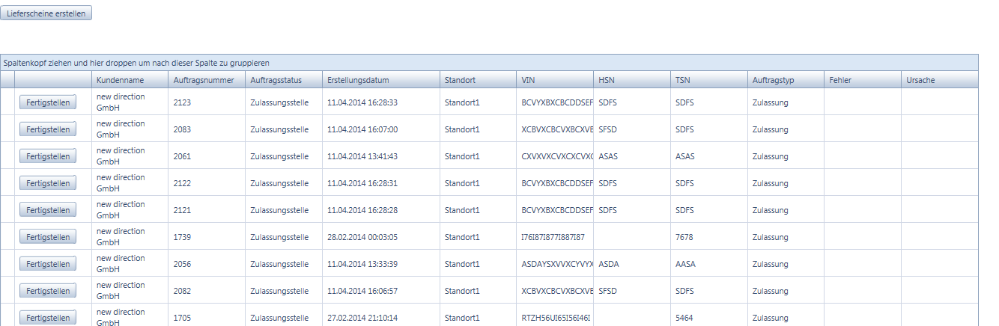 Lieferscheine erstellen
Spaltenkopf ziehen und hier droppen um nach dieser Spalte zu gruppieren
Kundenname Auftragsnummer Auftragsstatus Erstellungsdatum Standort VIN HSN TSN Auftragstyp Fehler Ursache
Fertigstellen new direction GmbH 2123 Zulassungsstelle 11.04.2014 16:28:33 Standort1 BCVYXBXCBCDDSEF SDFS SDFS Zulassung
Fertigstellen new direction GmbH 2083 Zulassungsstelle 11.04.2014 16:07:00 Standort1 XCBVXCBCVXBCXVB SFSD SDFS Zulassung
Fertigstellen new direction GmbH 2061 Zulassungsstelle 11.04.2014 13:41:43 Standort1 CXVXVXCVXCXCVXC ASAS ASAS Zulassung
Fertigstellen new direction GmbH 2122 Zulassungsstelle 11.04.2014 16:28:31 Standort1 BCVYXBXCBCDDSEF SDFS SDFS Zulassung
Fertigstellen new direction GmbH 2121 Zulassungsstelle 11.04.2014 16:28:28 Standort1 BCVYXBXCBCDDSEF SDFS SDFS Zulassung
Fertigstellen new direction GmbH 1739 Zulassungsstelle 28.02.2014 00:03:05 Standort1 I76I87I877I887I87 7678 Zulassung
Fertigstellen new direction GmbH 2056 Zulassungsstelle 11.04.2014 13:33:39 Standort1 ASDAYSXVVXCYVYX ASDA AASA Zulassung
Fertigstellen new direction GmbH 2082 Zulassungsstelle 11.04.2014 16:06:57 Standort1 XCBVXCBCVXBCXVB SFSD SDFS Zulassung
Fertigstellen new direction GmbH 1705 Zulassungsstelle 27.02.2014 21:10:14 Standort1 RTZH56UI65I56I46I 5464 Zulassung